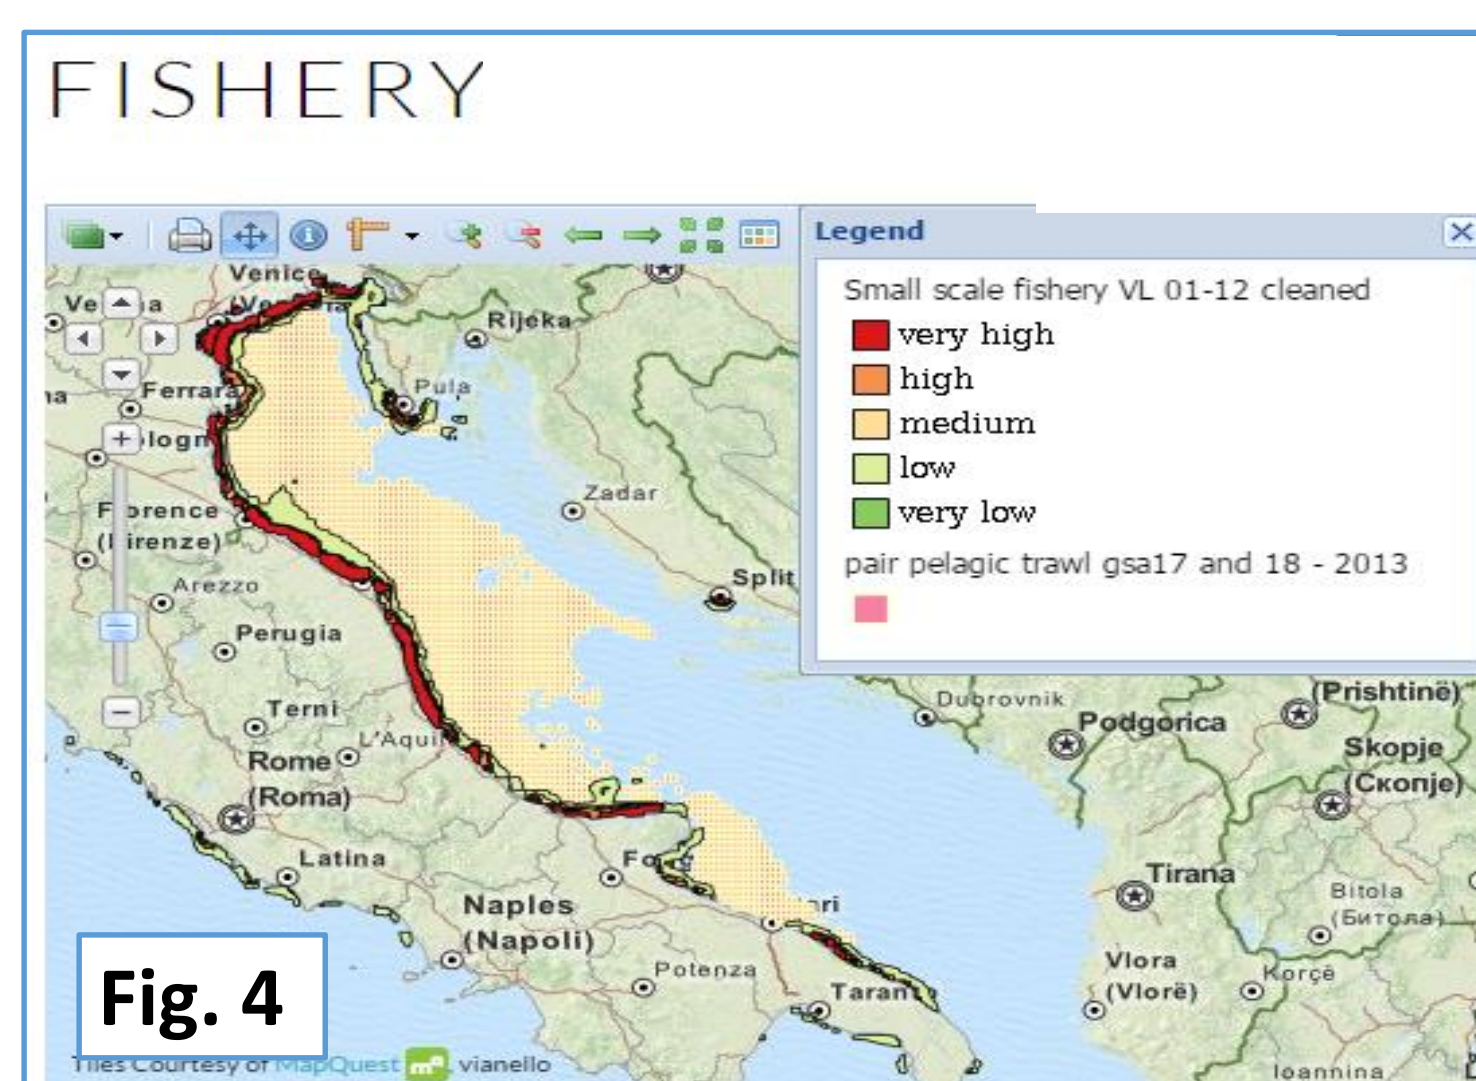 FISHERY
Legend
Small scale fishery VL 01-12 cleaned
very high
high
medium
low
very low
pair pelagic trawl gsa17 and 18 - 2013
Venice
Rijeka
Pula
Ferrara
Zadar
Split
Arezzo
Perugia
Terni
Rome
(Roma)
Latina
Naples
(Napoli)
Potenza
Dubrovnik
Podgorica
(Prishtinë)
Skopje
(Скопје)
Tirana
Bitola
(Битола)
Vlora
(Vlorë)
Korçë
Ioannina
Fig. 4
Tiles Courtesy of MapQuest vianello